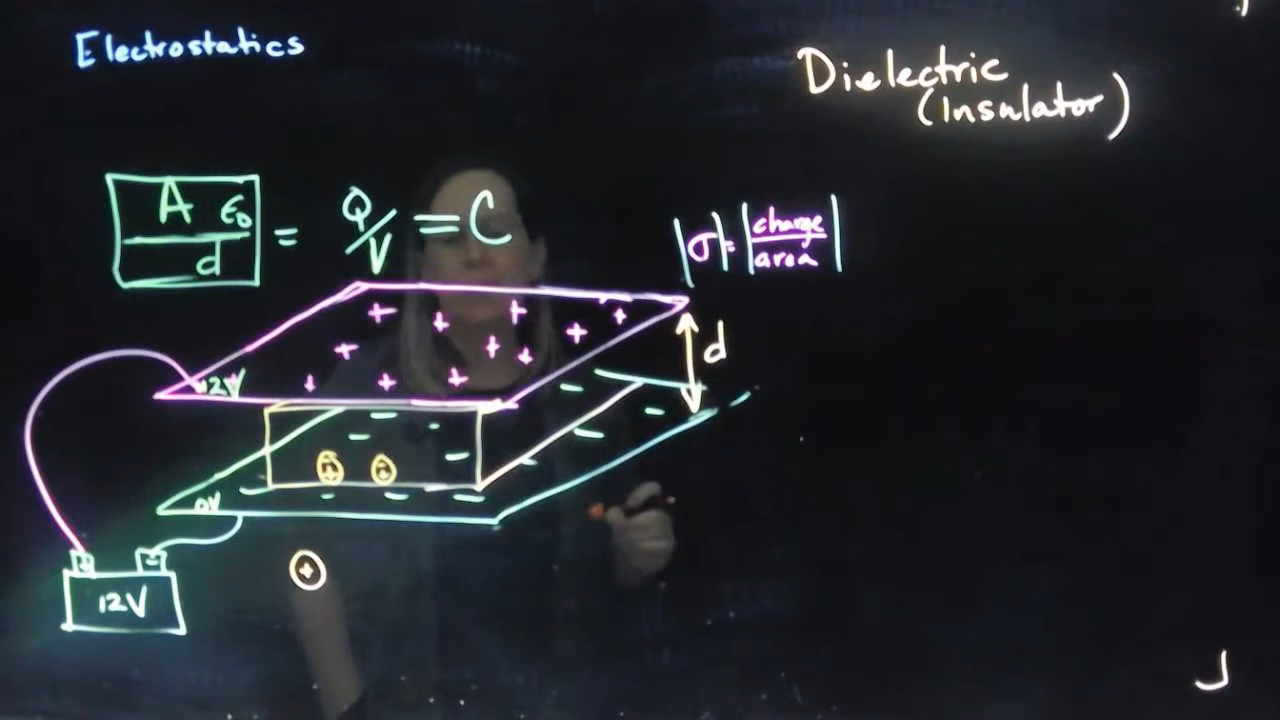 Electrostatics
Dielectric
(Insulator)
A ε₀ / d = Q/V = C
|σ| = |charge/area|
d
12V
0V
+ -
12V